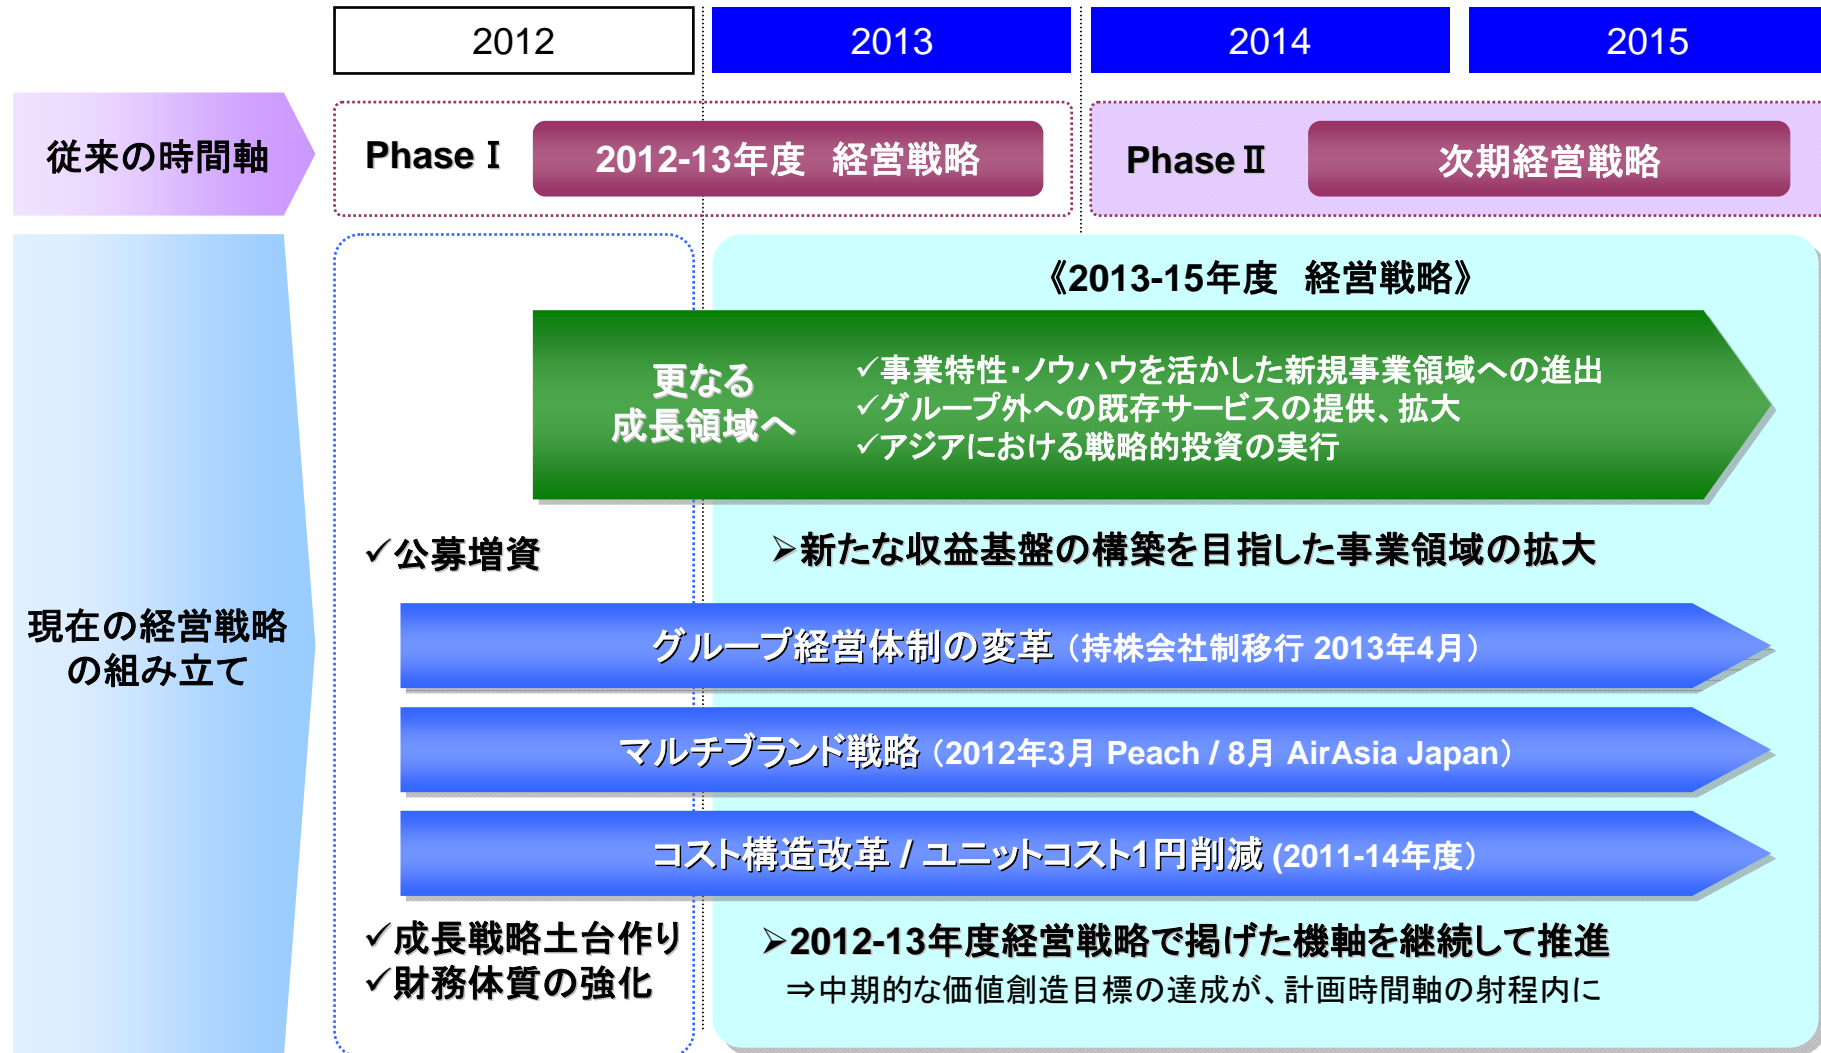 2012
2013
2014
2015
従来の時間軸
Phase Ⅰ
2012-13年度　経営戦略
Phase Ⅱ
次期経営戦略
現在の経営戦略
の組み立て
《2013-15年度　経営戦略》
更なる
成長領域へ
✓事業特性・ノウハウを活かした新規事業領域への進出
✓グループ外への既存サービスの提供、拡大
✓アジアにおける戦略的投資の実行
✓公募増資
➢新たな収益基盤の構築を目指した事業領域の拡大
グループ経営体制の変革（持株会社制移行 2013年4月）
マルチブランド戦略（2012年3月 Peach / 8月 AirAsia Japan）
コスト構造改革 / ユニットコスト1円削減 (2011-14年度）
✓成長戦略土台作り
✓財務体質の強化
➢2012-13年度経営戦略で掲げた機軸を継続して推進
⇒中期的な価値創造目標の達成が、計画時間軸の射程内に